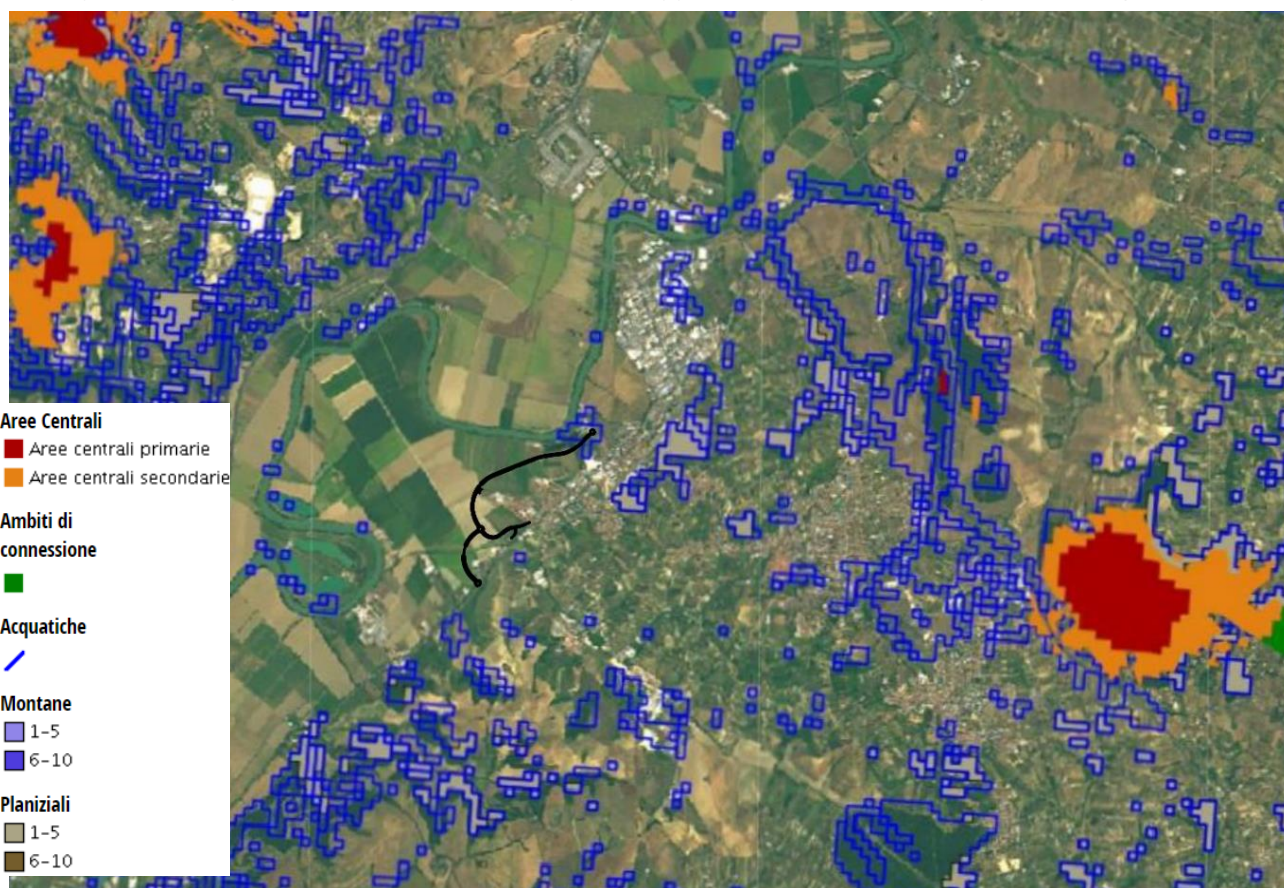 Aree Centrali
Aree centrali primarie
Aree centrali secondarie
Ambiti di
connessione
Acquatiche
Montane
1-5
6-10
Planiziali
1-5
6-10